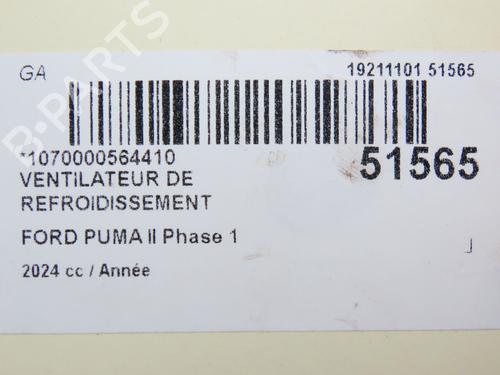 GA
19211101 51565
*1070000564410
51565
VENTILATEUR DE
REFROIDISSEMENT
FORD PUMA II Phase 1
J
2024 cc / Année
B-PARTS